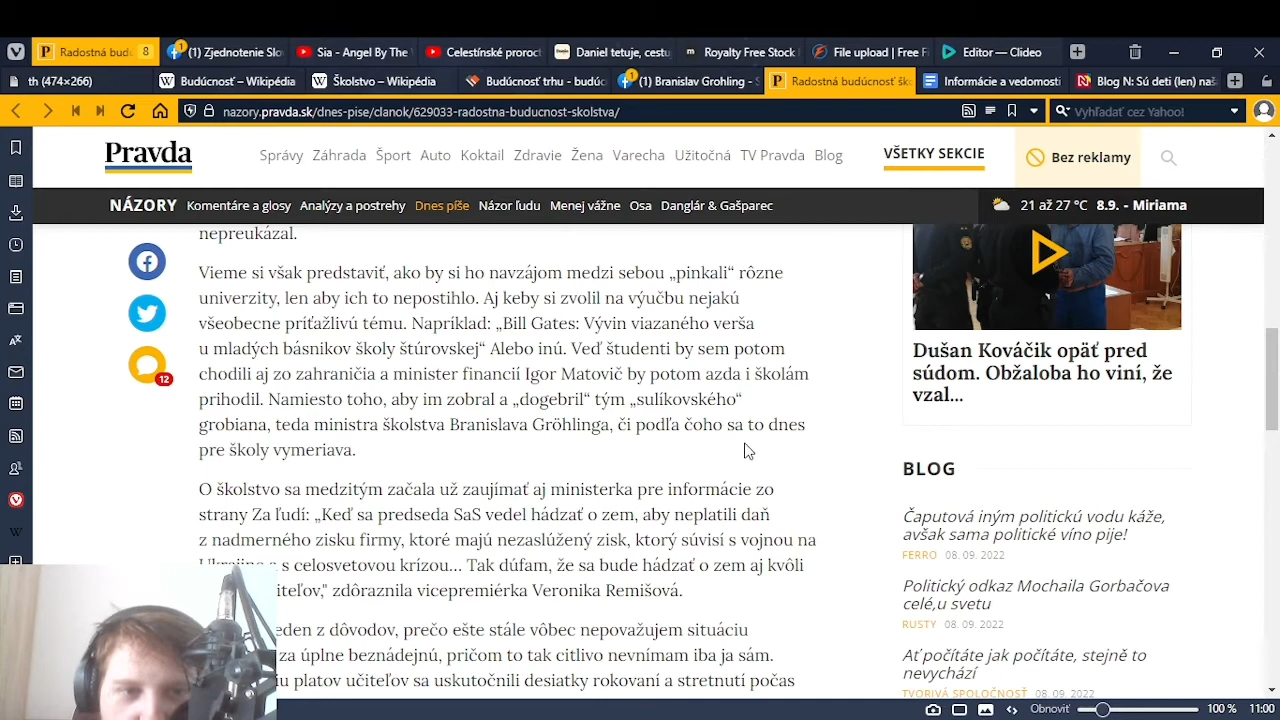 Radostná bud
8
(1) Zjednotenie Slo
Sia - Angel By The
Celestínské proroct
Daniel tetuje, cestu
Royalty Free Stock
File upload | Free F
Editor — Clideo
th (474×266)
Budúcnosť – Wikipédia
Školstvo – Wikipédia
Budúcnosť trhu - budúc
(1) Branislav Grohling - S
Radostná budúcnosť ško
Informácie a vedomosti
Blog N: Sú deti (len) naša
nazory.pravda.sk/dnes-pise/clanok/629033-radostna-buducnost-skolstva/
Vyhľadať cez Yahoo!
Pravda
Správy Záhrada Šport Auto Koktail Zdravie Žena Varecha Užitočná TV Pravda Blog
VŠETKY SEKCIE
Bez reklamy
NÁZORY Komentáre a glosy Analýzy a postrehy Dnes píše Názor ľudu Menej vážne Osa Danglár & Gašparec
21 až 27 °C 8.9. - Miriama
nepreukázal.
Vieme si však predstaviť, ako by si ho navzájom medzi sebou „pinkali“ rôzne
univerzity, len aby ich to nepostihlo. Aj keby si zvolil na výučbu nejakú
všeobecne príťažlivú tému. Napríklad: „Bill Gates: Vývin viazaného verša
u mladých básnikov školy štúrovskej“ Alebo inú. Veď študenti by sem potom
chodili aj zo zahraničia a minister financií Igor Matovič by potom azda i školám
prihodil. Namiesto toho, aby im zobral a „dogebril“ tým „sulíkovského“
grobiana, teda ministra školstva Branislava Gröhlinga, či podľa čoho sa to dnes
pre školy vymeriava.
O školstvo sa medzitým začala už zaujímať aj ministerka pre informácie zo
strany Za ľudí: „Keď sa predseda SaS vedel hádzať o zem, aby neplatili daň
z nadmerného zisku firmy, ktoré majú nezaslúžený zisk, ktorý súvisí s vojnou na
Ukrajine a s celosvetovou krízou... Tak dúfam, že sa bude hádzať o zem aj kvôli
iteľov," zdôraznila vicepremiérka Veronika Remišová.
eden z dôvodov, prečo ešte stále vôbec nepovažujem situáciu
za úplne beznádejnú, pričom to tak citlivo nevnímam iba ja sám.
iu platov učiteľov sa uskutočnili desiatky rokovaní a stretnutí počas
12
Dušan Kováčik opäť pred
súdom. Obžaloba ho viní, že
vzal...
BLOG
Čaputová iným politickú vodu káže,
avšak sama politické víno pije!
FERRO 08. 09. 2022
Politický odkaz Mochaila Gorbačova
celé,u svetu
RUSTY 08. 09. 2022
Ať počítáte jak počítáte, stejně to
nevychází
TVORIVÁ SPOLOČNOSŤ 08. 09. 2022
Obnoviť
100 %
11:00